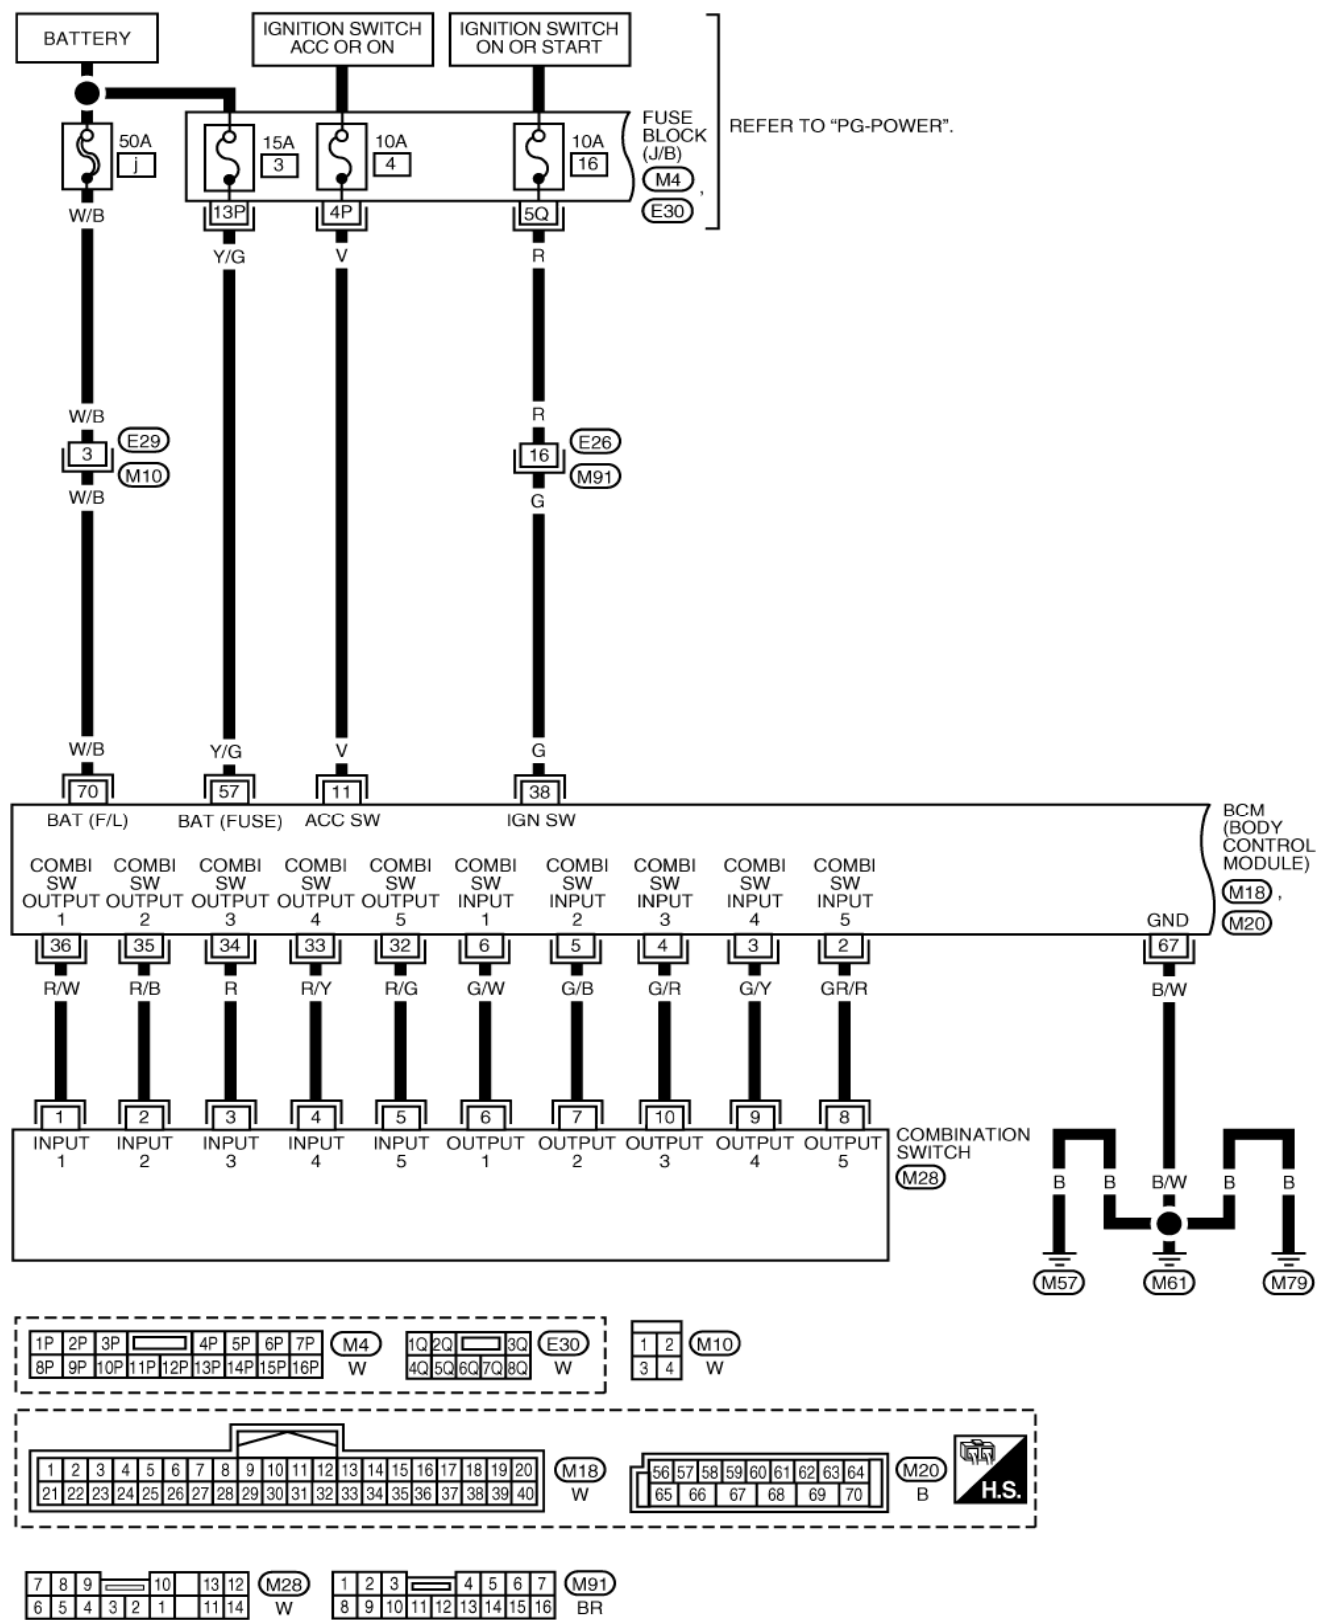 BATTERY
IGNITION SWITCH
ACC OR ON
IGNITION SWITCH
ON OR START
50A
j
15A
3
10A
4
10A
16
FUSE
BLOCK
(J/B)
M4 ,
E30
REFER TO “PG-POWER”.
13P 4P 5Q
W/B Y/G V R
W/B R
3 E29 16 E26
M10 M91
W/B G
W/B Y/G V G
70 57 11 38
BAT (F/L) BAT (FUSE) ACC SW IGN SW
BCM
(BODY
CONTROL
MODULE)
M18 ,
M20
COMBI COMBI COMBI COMBI COMBI COMBI COMBI COMBI COMBI COMBI
SW SW SW SW SW SW SW SW SW SW
OUTPUT OUTPUT OUTPUT OUTPUT OUTPUT INPUT INPUT INPUT INPUT INPUT
1 2 3 4 5 1 2 3 4 5 GND
36 35 34 33 32 6 5 4 3 2 67
R/W R/B R R/Y R/G G/W G/B G/R G/Y GR/R B/W
1 2 3 4 5 6 7 10 9 8
INPUT INPUT INPUT INPUT INPUT OUTPUT OUTPUT OUTPUT OUTPUT OUTPUT
1 2 3 4 5 1 2 3 4 5
COMBINATION
SWITCH
M28
B B B/W B B
M57 M61 M79
1P 2P 3P 4P 5P 6P 7P
8P 9P 10P 11P 12P 13P 14P 15P 16P
M4
W
1Q 2Q 3Q
4Q 5Q 6Q 7Q 8Q
E30
W
1 2
3 4
M10
W
1 2 3 4 5 6 7 8 9 10 11 12 13 14 15 16 17 18 19 20
21 22 23 24 25 26 27 28 29 30 31 32 33 34 35 36 37 38 39 40
M18
W
56 57 58 59 60 61 62 63 64
65 66 67 68 69 70
M20
B
H.S.
7 8 9 10 13 12
6 5 4 3 2 1 11 14
M28
W
1 2 3 4 5 6 7
8 9 10 11 12 13 14 15 16
M91
BR